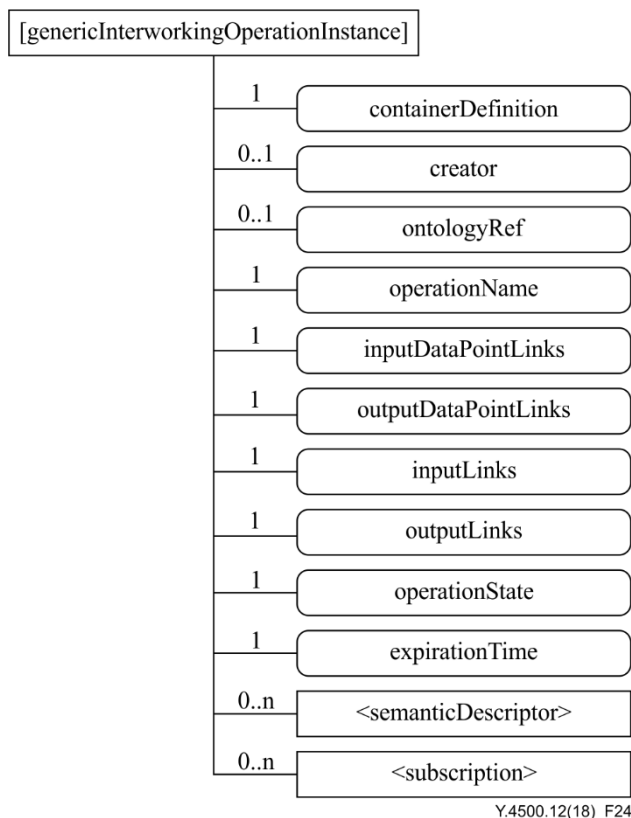 [genericInterworkingOperationInstance]
1
containerDefinition
0..1
creator
0..1
ontologyRef
1
operationName
1
inputDataPointLinks
1
outputDataPointLinks
1
inputLinks
1
outputLinks
1
operationState
1
expirationTime
0..n
<semanticDescriptor>
0..n
<subscription>
Y.4500.12(18)_F24